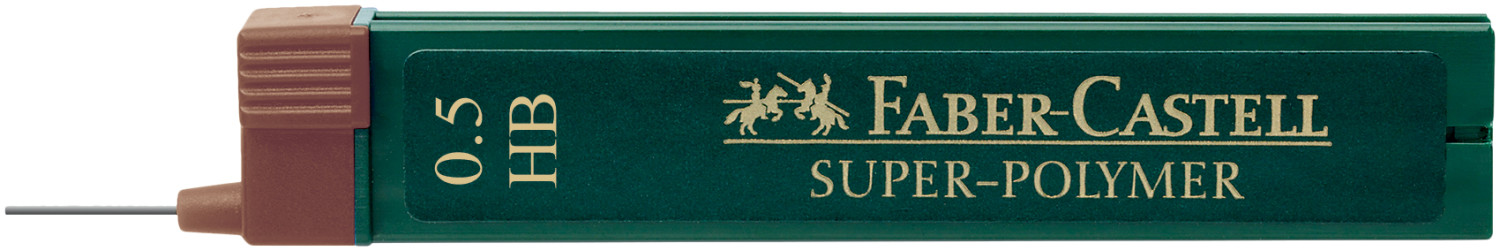 0.5
HB
FABER-CASTELL
SUPER-POLYMER